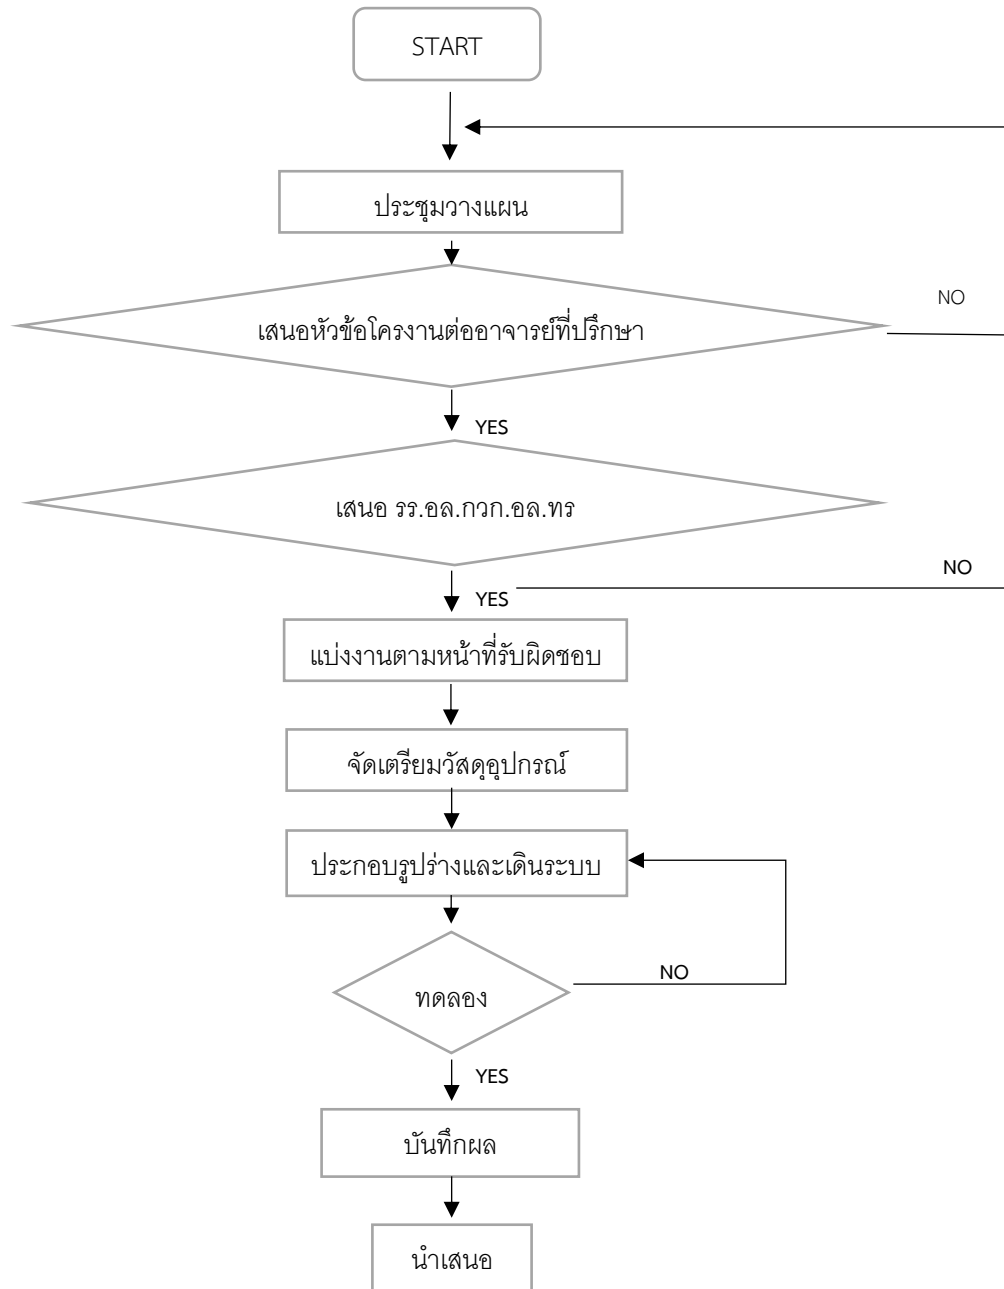 START
ประชุมวางแผน
NO
เสนอหัวข้อโครงงานต่ออาจารย์ที่ปรึกษา
YES
เสนอ รร.อล.กวก.อล.ทร
NO
YES
แบ่งงานตามหน้าที่รับผิดชอบ
จัดเตรียมวัสดุอุปกรณ์
ประกอบรูปร่างและเดินระบบ
NO
ทดลอง
YES
บันทึกผล
นำเสนอ